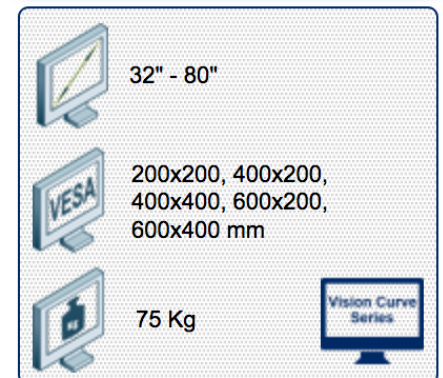 32" - 80"
VESA
200x200, 400x200,
400x400, 600x200,
600x400 mm
KG
75 Kg
Vision Curve
Series